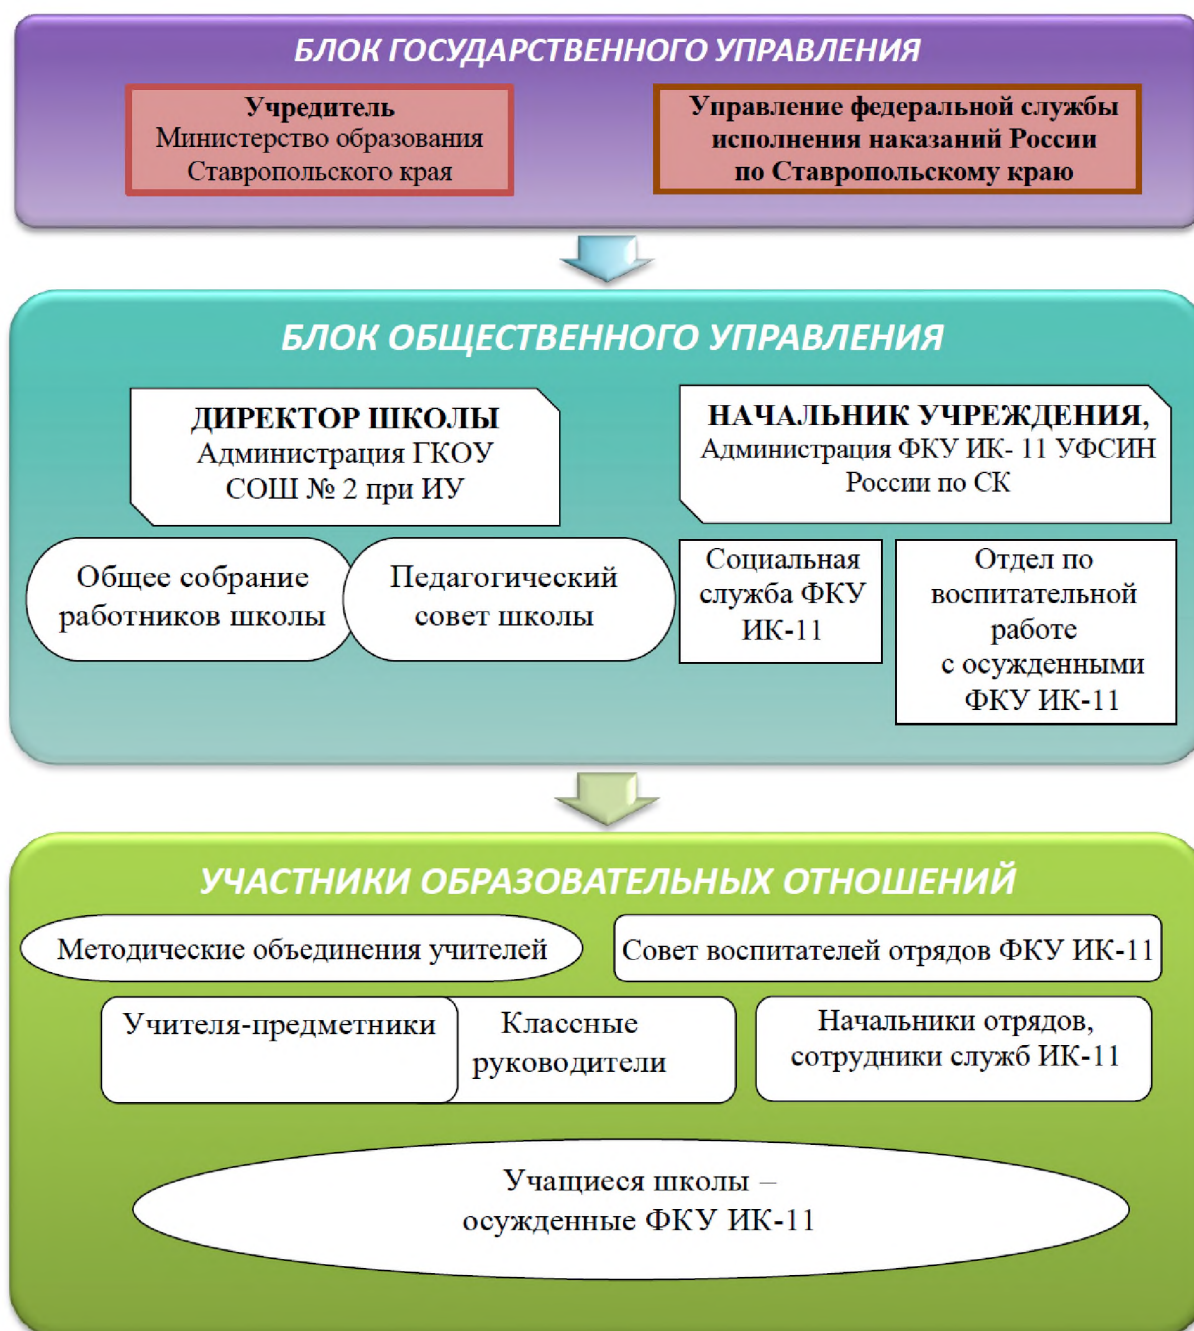 БЛОК ГОСУДАРСТВЕННОГО УПРАВЛЕНИЯ
Учредитель
Министерство образования
Ставропольского края
Управление федеральной службы
исполнения наказаний России
по Ставропольскому краю
БЛОК ОБЩЕСТВЕННОГО УПРАВЛЕНИЯ
ДИРЕКТОР ШКОЛЫ
Администрация ГКОУ
СОШ № 2 при ИУ
НАЧАЛЬНИК УЧРЕЖДЕНИЯ,
Администрация ФКУ ИК- 11 УФСИН
России по СК
Общее собрание
работников школы
Педагогический
совет школы
Социальная
служба ФКУ
ИК-11
Отдел по
воспитательной
работе
с осужденными
ФКУ ИК-11
УЧАСТНИКИ ОБРАЗОВАТЕЛЬНЫХ ОТНОШЕНИЙ
Методические объединения учителей
Совет воспитателей отрядов ФКУ ИК-11
Учителя-предметники
Классные
руководители
Начальники отрядов,
сотрудники служб ИК-11
Учащиеся школы –
осужденные ФКУ ИК-11